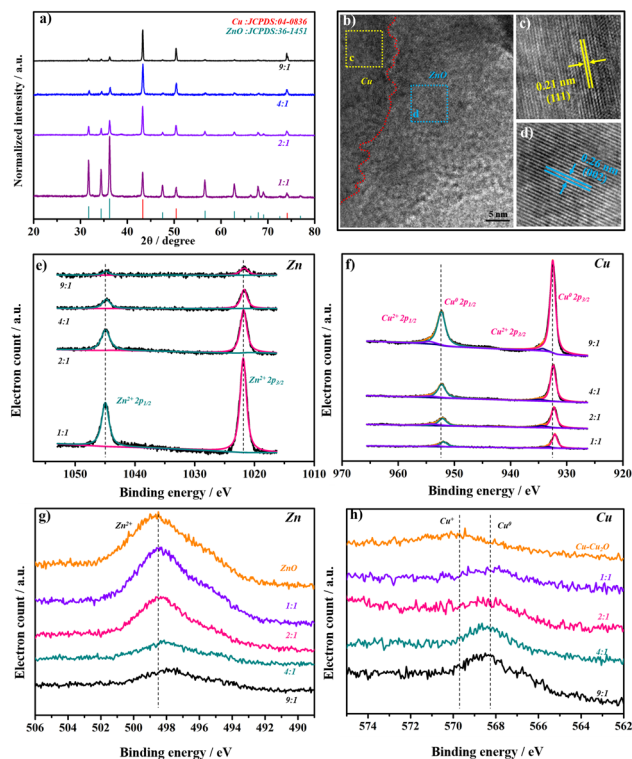 a)
Cu :JCPDS:04-0836
ZnO :JCPDS:36-1451
9:1
4:1
2:1
1:1
Normalized intensity / a.u.
20 30 40 50 60 70 80
2θ / degree
b)
c
Cu
ZnO
d
5 nm
c)
0.21 nm
(111)
d)
0.26 nm
(002)
e)
Zn
9:1
4:1
2:1
Zn²⁺ 2p₁/₂
Zn²⁺ 2p₃/₂
1:1
Electron count / a.u.
1050 1040 1030 1020 1010
Binding energy / eV
f)
Cu
Cu⁰ 2p₁/₂
Cu⁰ 2p₃/₂
Cu²⁺ 2p₁/₂
Cu²⁺ 2p₃/₂
9:1
4:1
2:1
1:1
Electron count / a.u.
970 960 950 940 930 920
Binding energy / eV
g)
Zn
Zn²⁺
ZnO
1:1
2:1
4:1
9:1
Electron count / a.u.
506 504 502 500 498 496 494 492 490
Binding energy / eV
h)
Cu
Cu⁺
Cu⁰
Cu-Cu₂O
1:1
2:1
4:1
9:1
Electron count / a.u.
574 572 570 568 566 564 562
Binding energy / eV